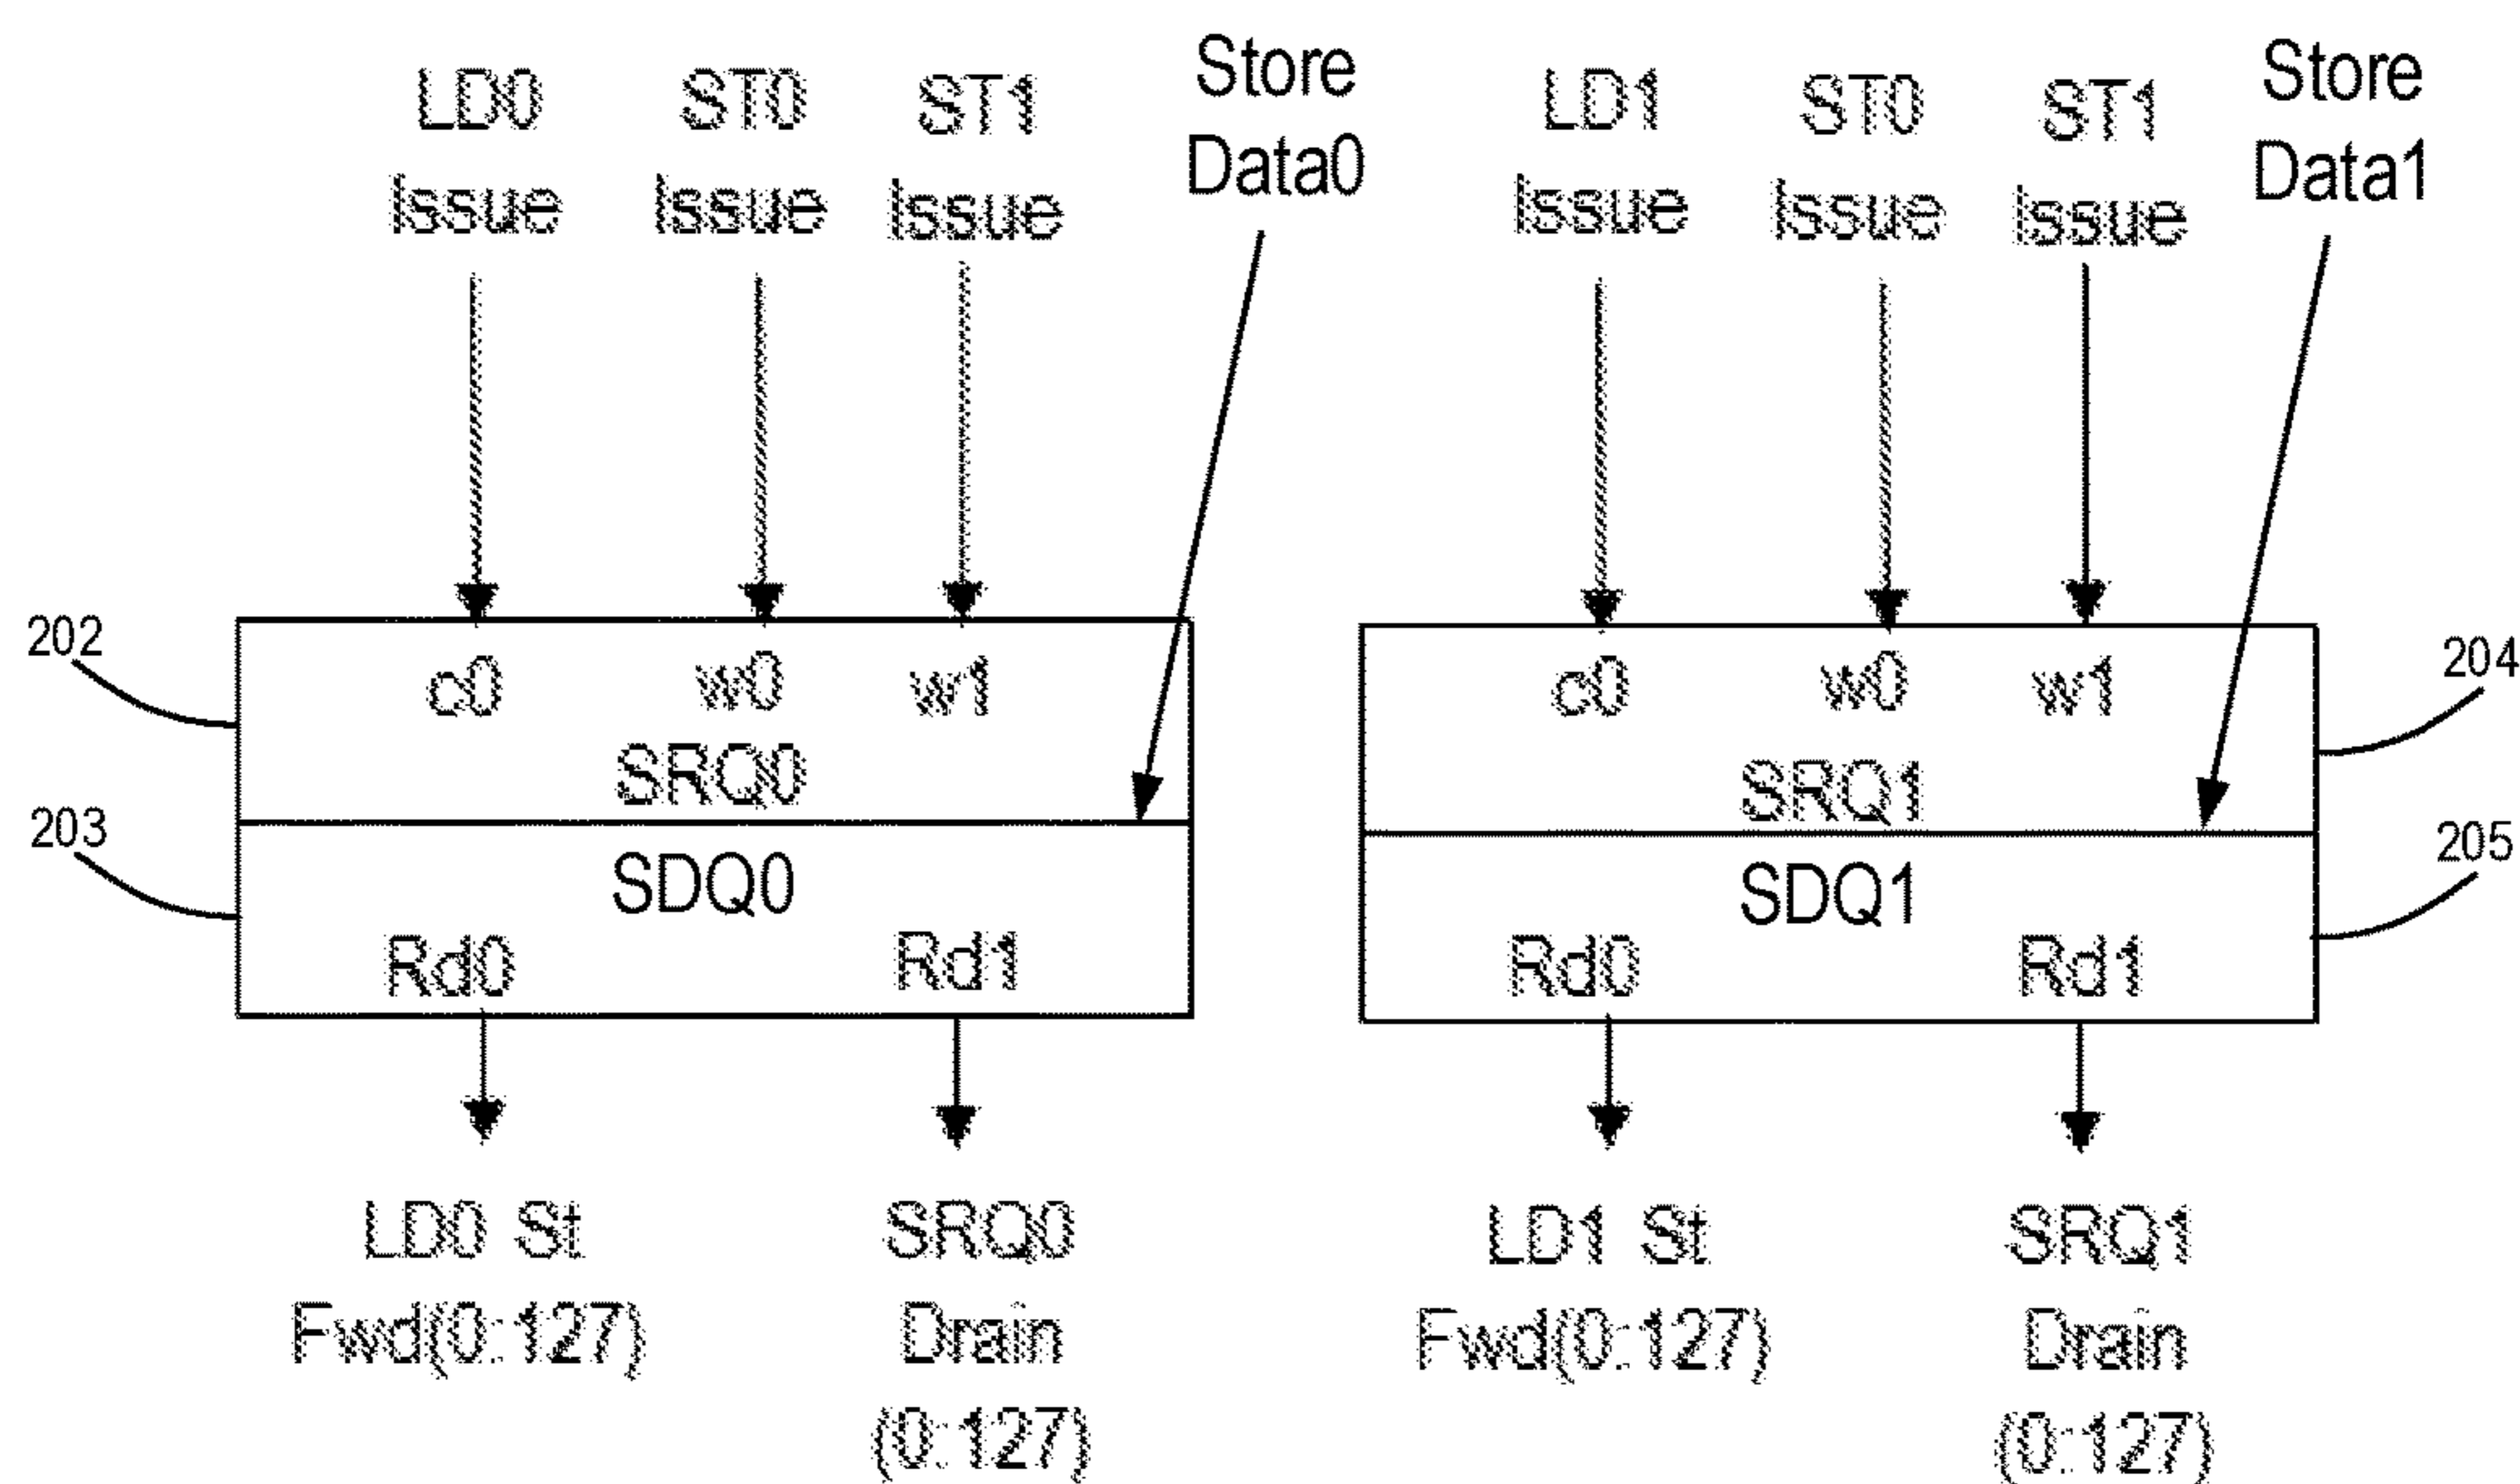 LD0
Issue
ST0
Issue
ST1
Issue
Store
Data0
LD1
Issue
ST0
Issue
ST1
Issue
Store
Data1
202
c0 w0 w1
SRQ0
203
SDQ0
Rd0 Rd1
c0 w0 w1
SRQ1
204
SDQ1
205
Rd0 Rd1
LD0 St
Fwd(0:127)
SRQ0
Drain
(0:127)
LD1 St
Fwd(0:127)
SRQ1
Drain
(0:127)